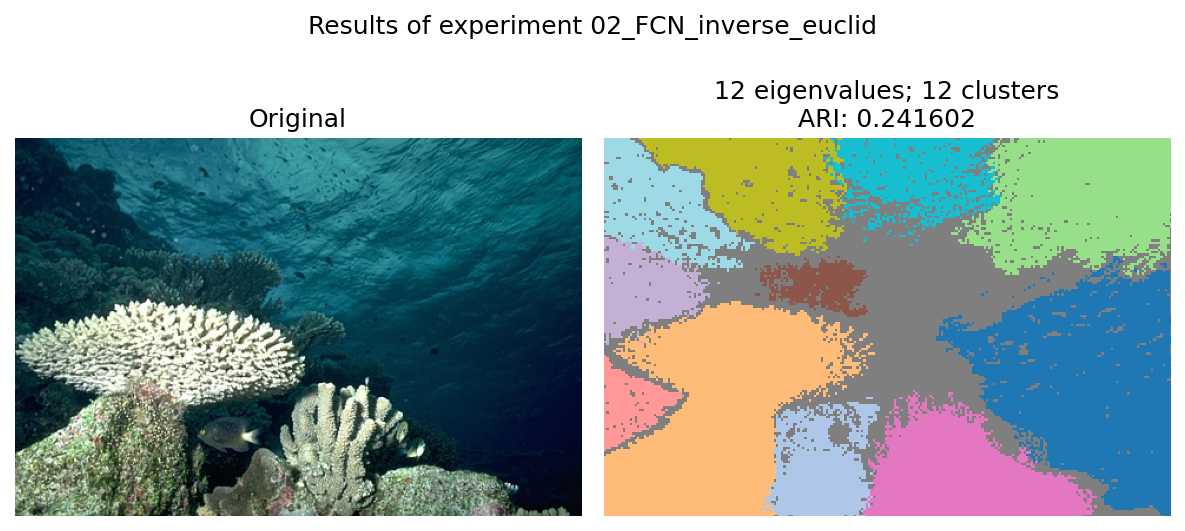 Results of experiment 02_FCN_inverse_euclid
Original
12 eigenvalues; 12 clusters
ARI: 0.241602